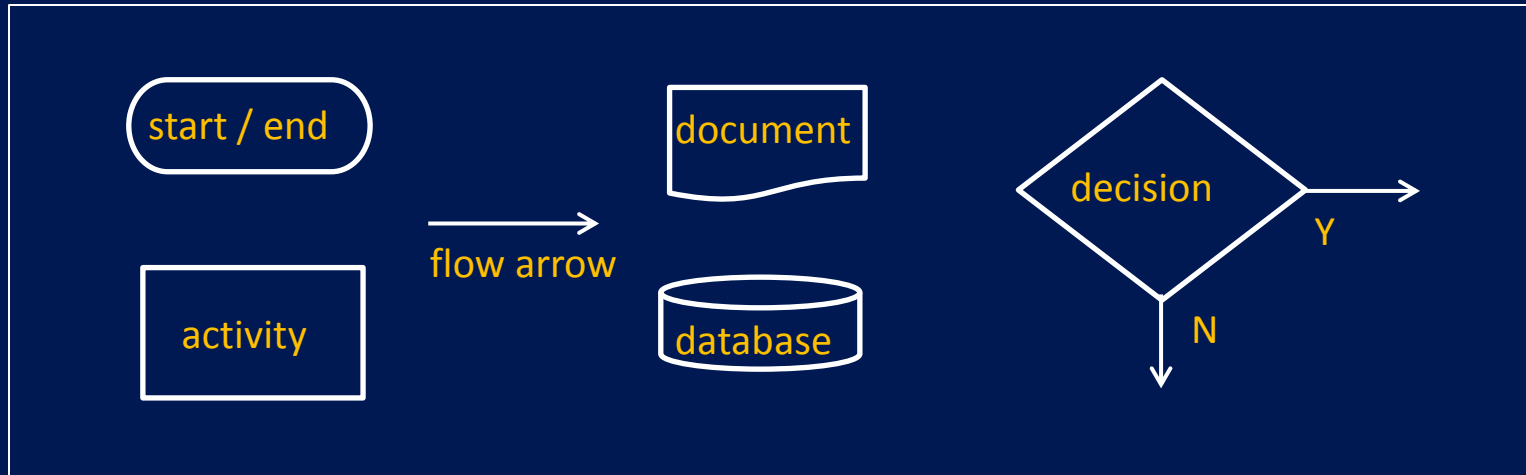 start / end
activity
flow arrow
document
database
decision
Y
N